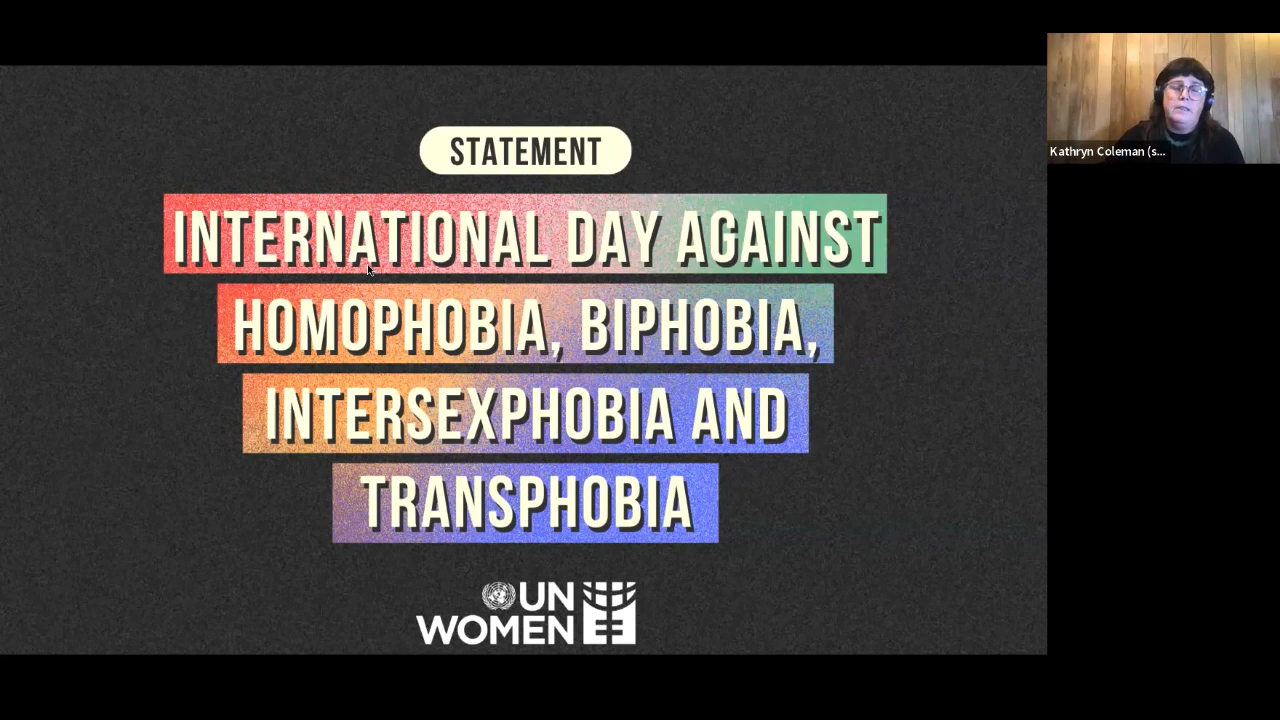 STATEMENT
INTERNATIONAL DAY AGAINST
HOMOPHOBIA, BIPHOBIA,
INTERSEXPHOBIA AND
TRANSPHOBIA
UN
WOMEN
Kathryn Coleman (s...